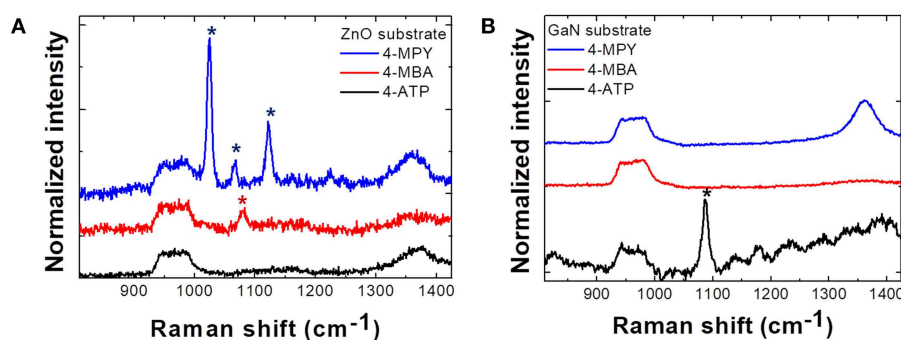 A
ZnO substrate
4-MPY
4-MBA
4-ATP
*
*
*
*
Normalized intensity
900 1000 1100 1200 1300 1400
Raman shift (cm-1)
B
GaN substrate
4-MPY
4-MBA
4-ATP
*
Normalized intensity
900 1000 1100 1200 1300 1400
Raman shift (cm-1)